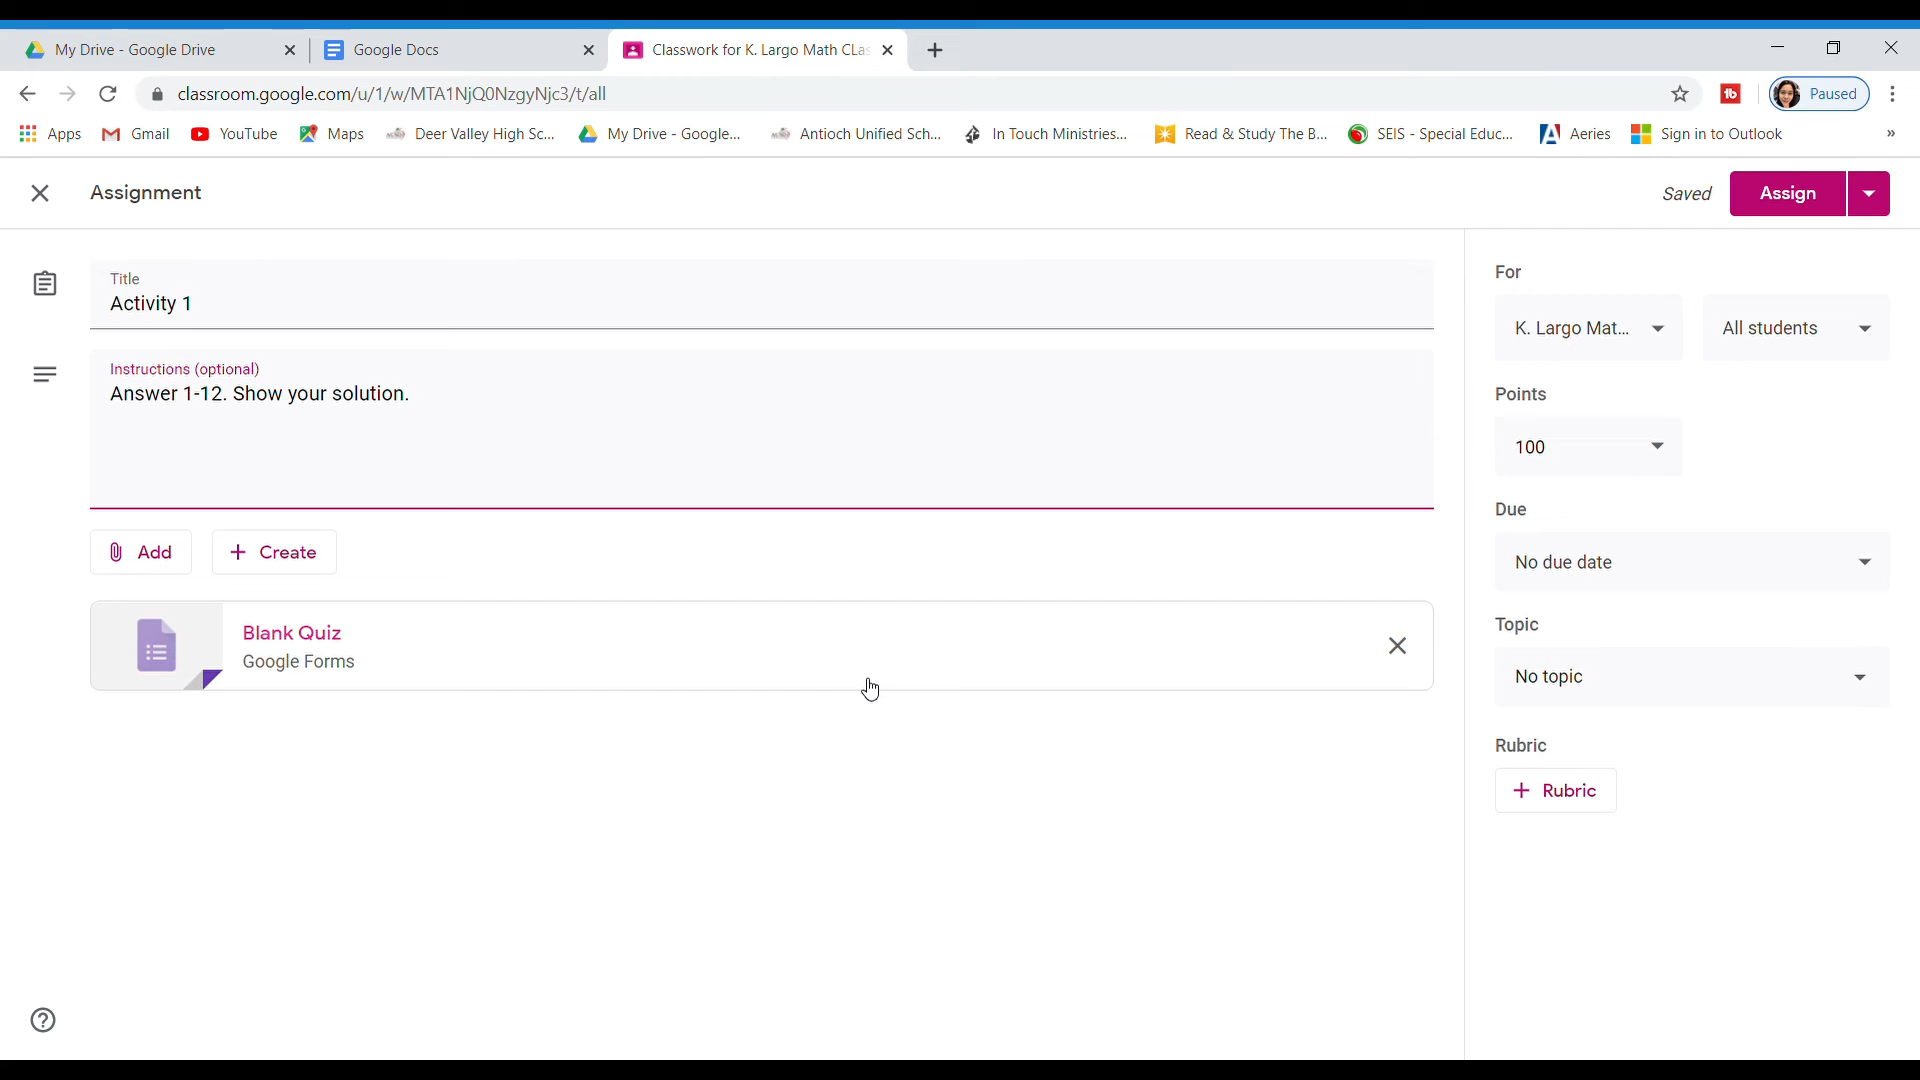 My Drive - Google Drive
Google Docs
Classwork for K. Largo Math CLas
classroom.google.com/u/1/w/MTA1NjQ0NzgyNjc3/t/all
1b
Paused
Apps
Gmail
YouTube
Maps
Deer Valley High Sc...
My Drive - Google...
Antioch Unified Sch...
In Touch Ministries...
Read & Study The B...
SEIS - Special Educ...
Aeries
Sign in to Outlook
»
Assignment
Saved
Assign
Title
Activity 1
Instructions (optional)
Answer 1-12. Show your solution.
Add
Create
Blank Quiz
Google Forms
For
K. Largo Mat...
All students
Points
100
Due
No due date
Topic
No topic
Rubric
Rubric